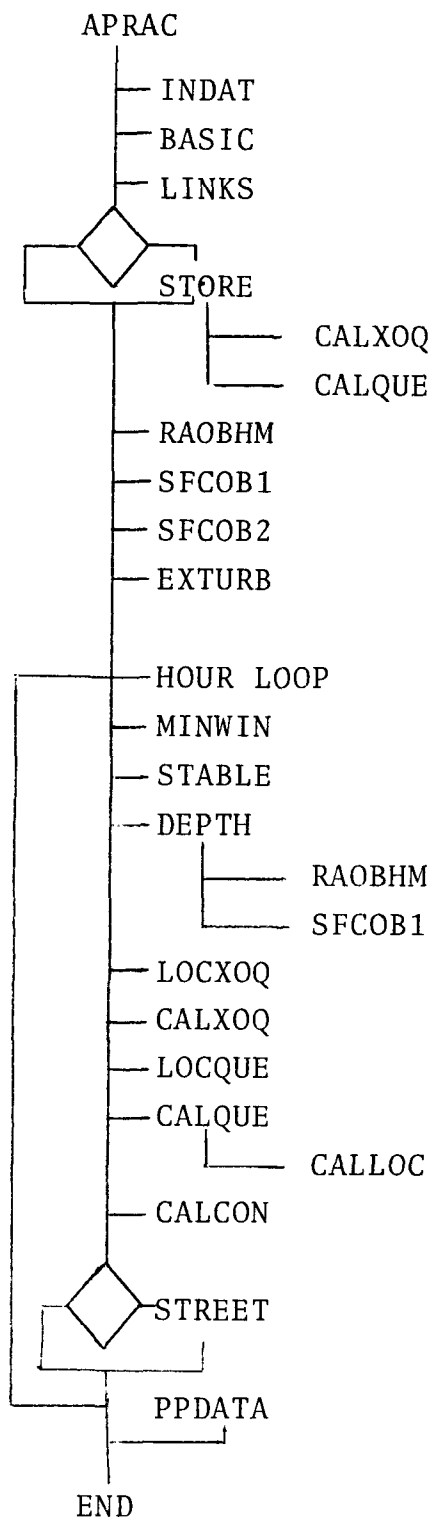 APRAC
INDAT
BASIC
LINKS
STORE
CALXOQ
CALQUE
RAOBHM
SFCOB1
SFCOB2
EXTURB
HOUR LOOP
MINWIN
STABLE
DEPTH
RAOBHM
SFCOB1
LOCXOQ
CALXOQ
LOCQUE
CALQUE
CALLOC
CALCON
STREET
PPDATA
END